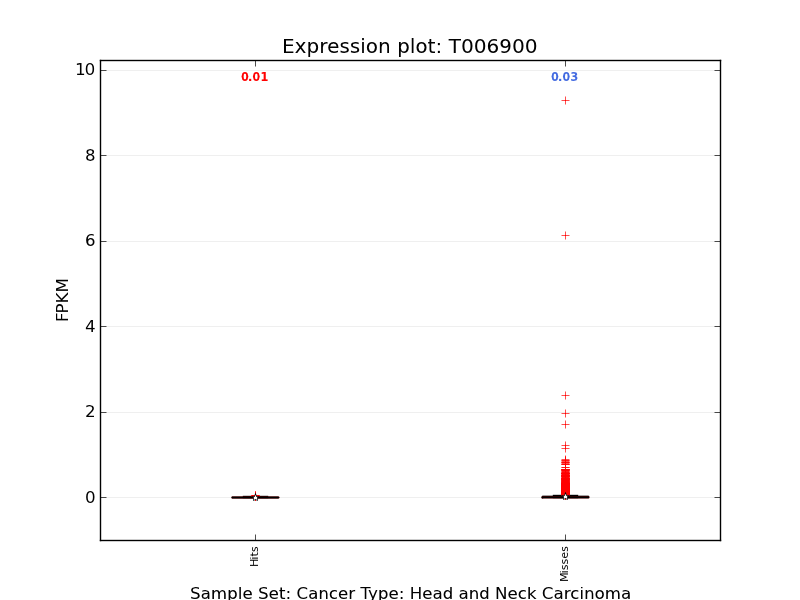 Expression plot: T006900
0.01 0.03
10
8
6
4
2
0
FPKM
Hits Misses
Sample Set: Cancer Type: Head and Neck Carcinoma